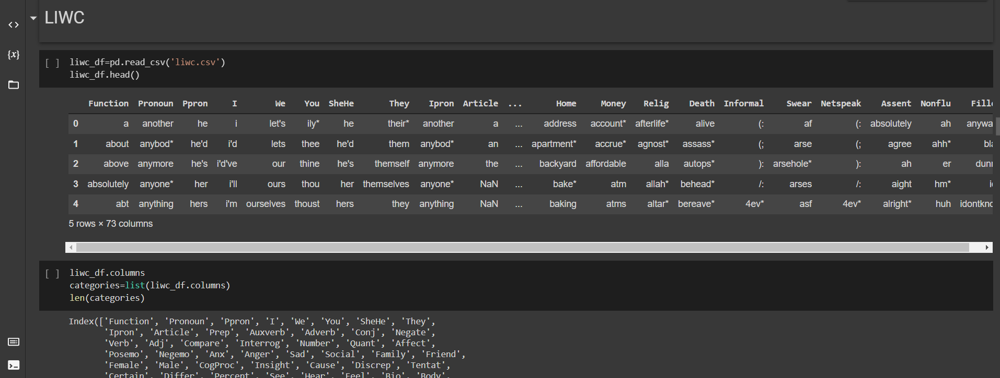 LIWC
[ ] liwc_df=pd.read_csv('liwc.csv')
liwc_df.head()
Function Pronoun Ppron I We You SheHe They Ipron Article ... Home Money Relig Death Informal Swear Netspeak Assent Nonflu
0 a another he i let's ily* he their* another a ... address account* afterlife* alive (: af (: absolutely ah
1 about anybod* he'd i'd lets thee he'd them anybod* an ... apartment* accrue* agnost* assass* (; arse (; agree ahh*
2 above anymore he's i'd've our thine he's themself anymore the ... backyard affordable alla autops* ): arsehole* ): ah er
3 absolutely anyone* her i'll ours thou her themselves anyone* NaN ... bake* atm allah* behead* /: arses /: aight hm*
4 abt anything hers i'm ourselves thoust hers they anything NaN ... baking atms altar* bereave* 4ev* asf 4ev* alright* huh
5 rows × 73 columns
[ ] liwc_df.columns
categories=list(liwc_df.columns)
len(categories)
Index(['Function', 'Pronoun', 'Ppron', 'I', 'We', 'You', 'SheHe', 'They',
'Ipron', 'Article', 'Prep', 'Auxverb', 'Adverb', 'Conj', 'Negate',
'Verb', 'Adj', 'Compare', 'Interrog', 'Number', 'Quant', 'Affect',
'Posemo', 'Negemo', 'Anx', 'Anger', 'Sad', 'Social', 'Family', 'Friend',
'Female', 'Male', 'CogProc', 'Insight', 'Cause', 'Discrep', 'Tentat',
'Certain', 'Differ', 'Percept', 'See', 'Hear', 'Feel', 'Bio', 'Body',